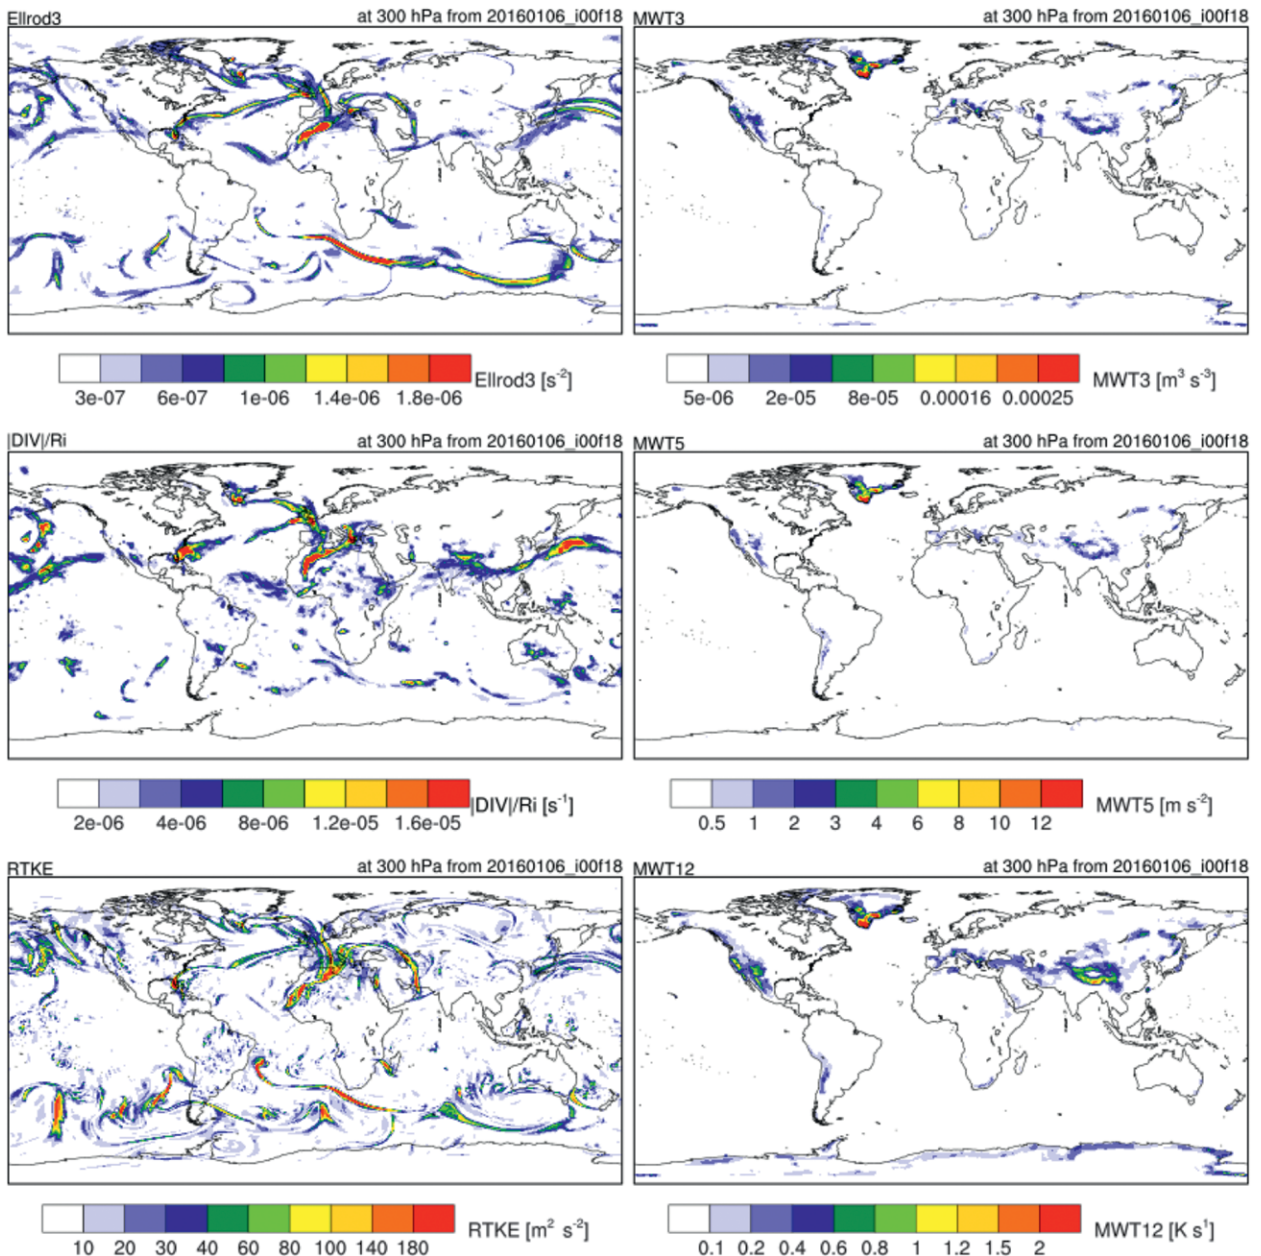 Ellrod3 at 300 hPa from 20160106_i00f18
MWT3 at 300 hPa from 20160106_i00f18
3e-07 6e-07 1e-06 1.4e-06 1.8e-06 Ellrod3 [s⁻²]
5e-06 2e-05 8e-05 0.00016 0.00025 MWT3 [m³ s⁻³]
|DIV|/Ri at 300 hPa from 20160106_i00f18
MWT5 at 300 hPa from 20160106_i00f18
2e-06 4e-06 8e-06 1.2e-05 1.6e-05 |DIV|/Ri [s⁻¹]
0.5 1 2 3 4 6 8 10 12 MWT5 [m s⁻²]
RTKE at 300 hPa from 20160106_i00f18
MWT12 at 300 hPa from 20160106_i00f18
10 20 30 40 60 80 100 140 180 RTKE [m² s⁻²]
0.1 0.2 0.4 0.6 0.8 1 1.2 1.5 2 MWT12 [K s¹]